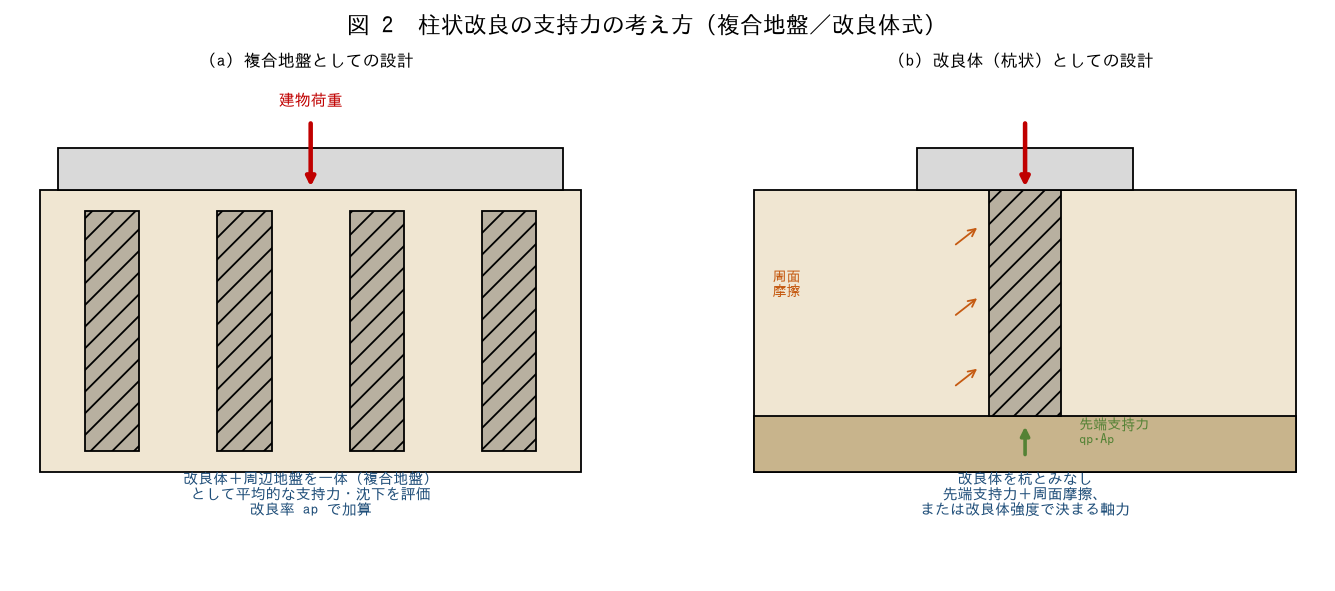 図 2　柱状改良の支持力の考え方（複合地盤／改良体式）
（a）複合地盤としての設計
建物荷重
改良体＋周辺地盤を一体（複合地盤）
として平均的な支持力・沈下を評価
改良率 ap で加算
（b）改良体（杭状）としての設計
周面
摩擦
先端支持力
qp·Ap
改良体を杭とみなし
先端支持力＋周面摩擦、
または改良体強度で決まる軸力